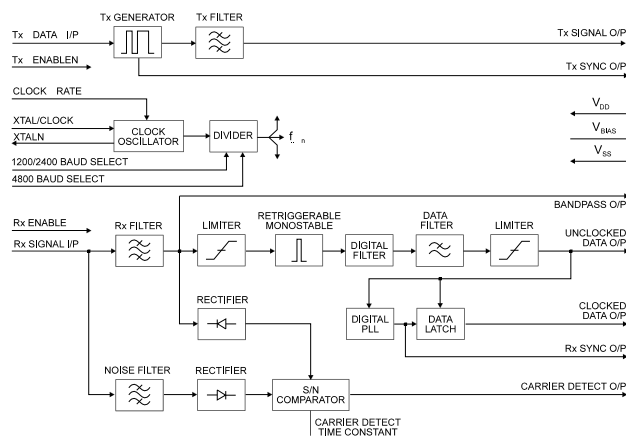 Tx GENERATOR
Tx FILTER
Tx DATA I/P
Tx SIGNAL O/P
Tx ENABLEN
Tx SYNC O/P
CLOCK RATE
XTAL/CLOCK
XTALN
CLOCK
OSCILLATOR
DIVIDER
VDD
VBIAS
VSS
1200/2400 BAUD SELECT
4800 BAUD SELECT
BANDPASS O/P
Rx ENABLE
Rx SIGNAL I/P
Rx FILTER
LIMITER
RETRIGGERABLE
MONOSTABLE
DIGITAL
FILTER
DATA
FILTER
LIMITER
UNCLOCKED
DATA O/P
RECTIFIER
DIGITAL
PLL
DATA
LATCH
CLOCKED
DATA O/P
Rx SYNC O/P
NOISE FILTER
RECTIFIER
S/N
COMPARATOR
CARRIER DETECT O/P
CARRIER DETECT
TIME CONSTANT